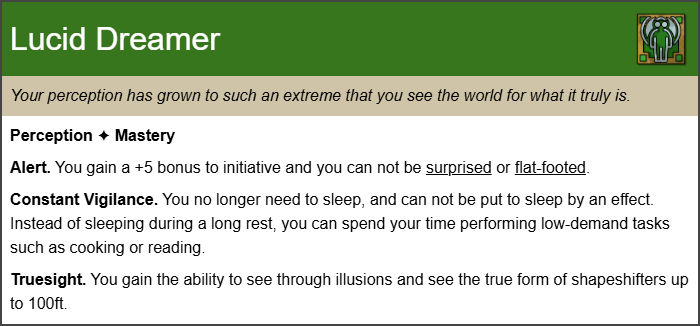 Lucid Dreamer
Your perception has grown to such an extreme that you see the world for what it truly is.
Perception ✦ Mastery
Alert. You gain a +5 bonus to initiative and you can not be surprised or flat-footed.
Constant Vigilance. You no longer need to sleep, and can not be put to sleep by an effect.
Instead of sleeping during a long rest, you can spend your time performing low-demand tasks
such as cooking or reading.
Truesight. You gain the ability to see through illusions and see the true form of shapeshifters up
to 100ft.